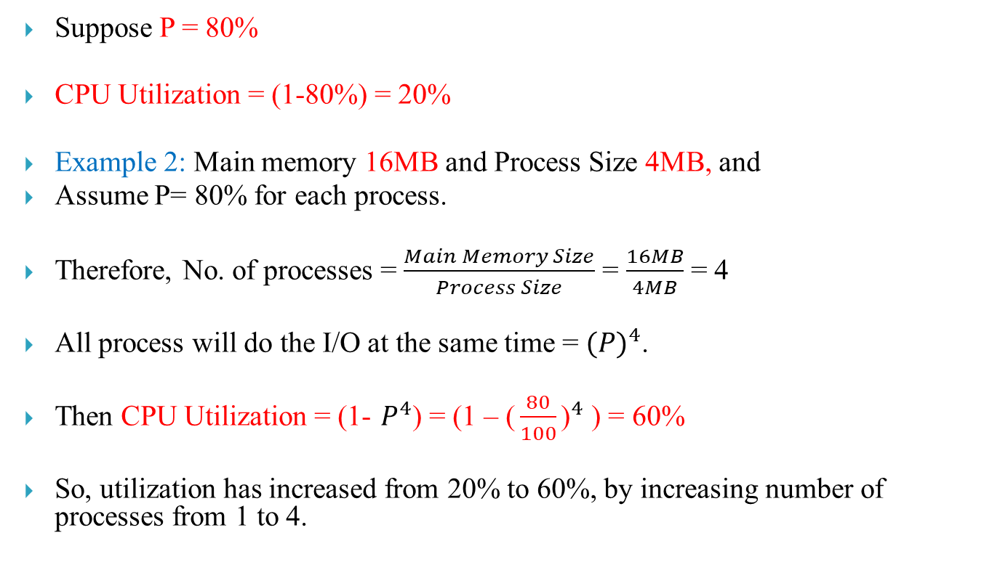 Suppose P = 80%
CPU Utilization = (1-80%) = 20%
Example 2: Main memory 16MB and Process Size 4MB, and
Assume P= 80% for each process.
Therefore, No. of processes = \frac{Main Memory Size}{Process Size} = \frac{16MB}{4MB} = 4
All process will do the I/O at the same time = (P)⁴.
Then CPU Utilization = (1- P⁴) = (1 – (\frac{80}{100})⁴ ) = 60%
So, utilization has increased from 20% to 60%, by increasing number of
processes from 1 to 4.